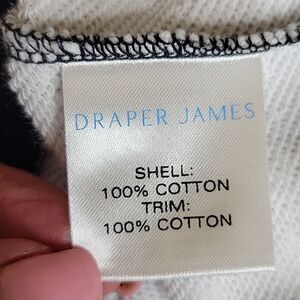 DRAPER JAMES
SHELL:
100% COTTON
TRIM:
100% COTTON